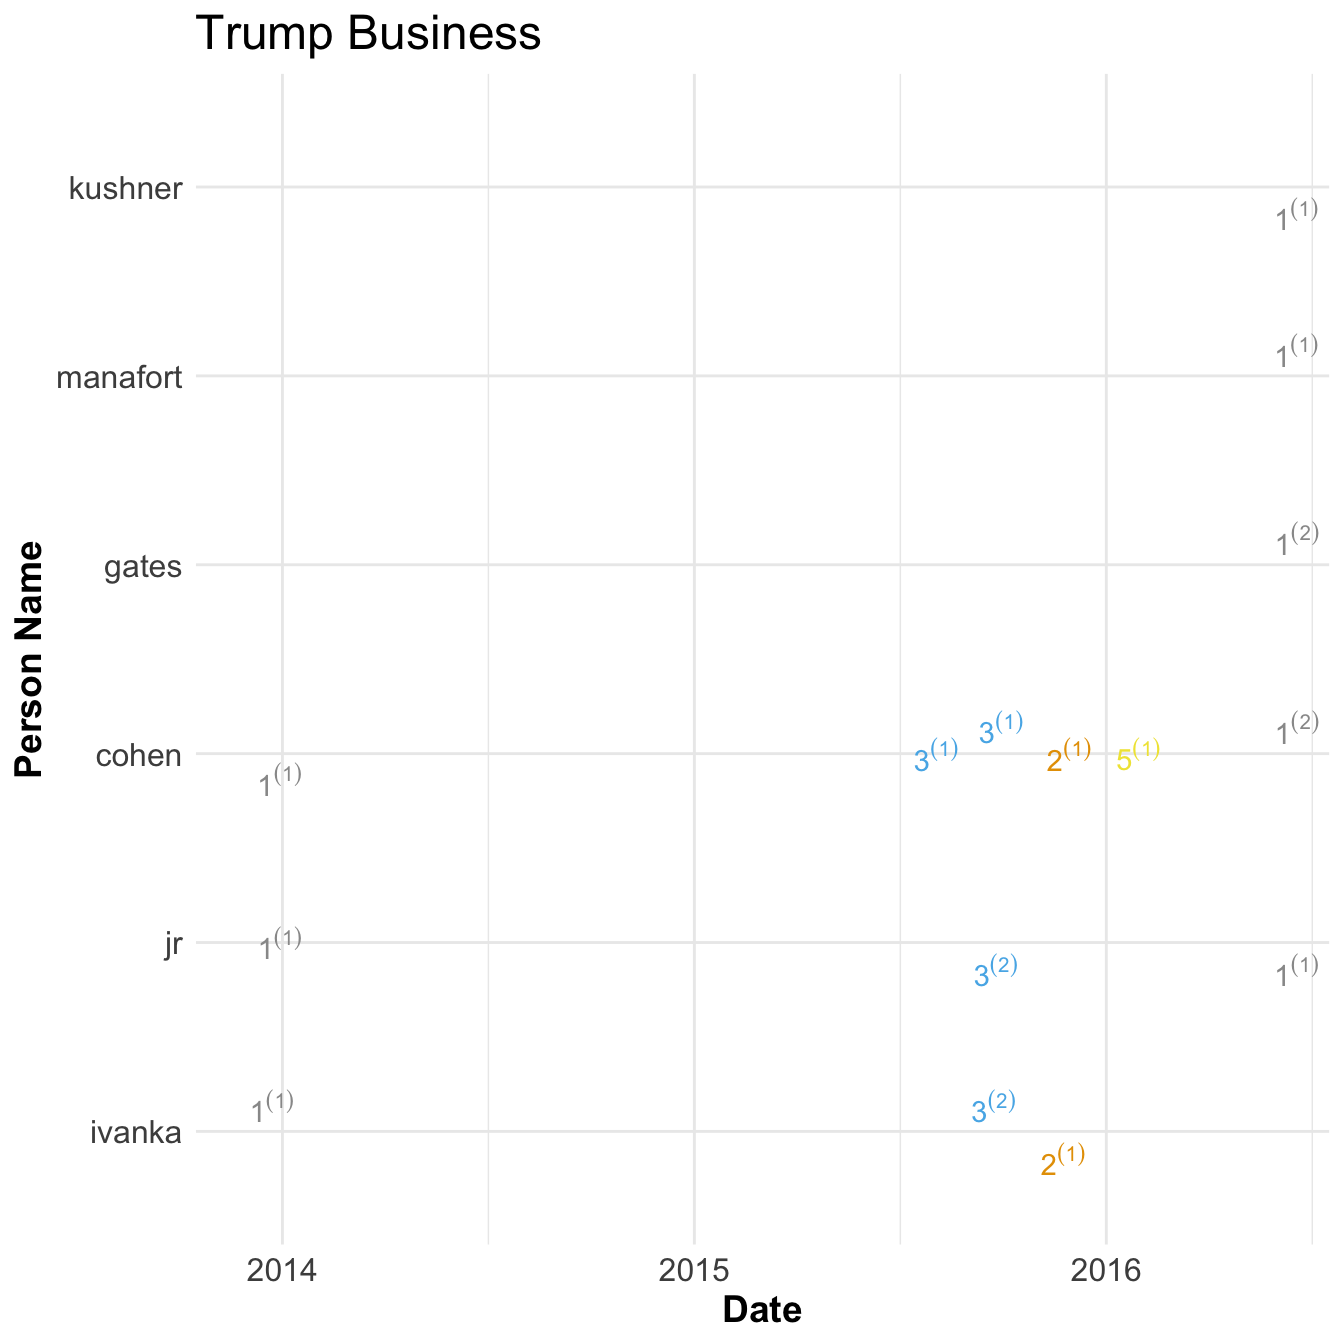 Trump Business
kushner
1(1)
manafort
1(1)
gates
1(2)
cohen
3(1)
3(1)
2(1)
5(1)
1(2)
1(1)
jr
1(1)
3(2)
1(1)
ivanka
1(1)
3(2)
2(1)
Person Name
2014 2015 2016
Date